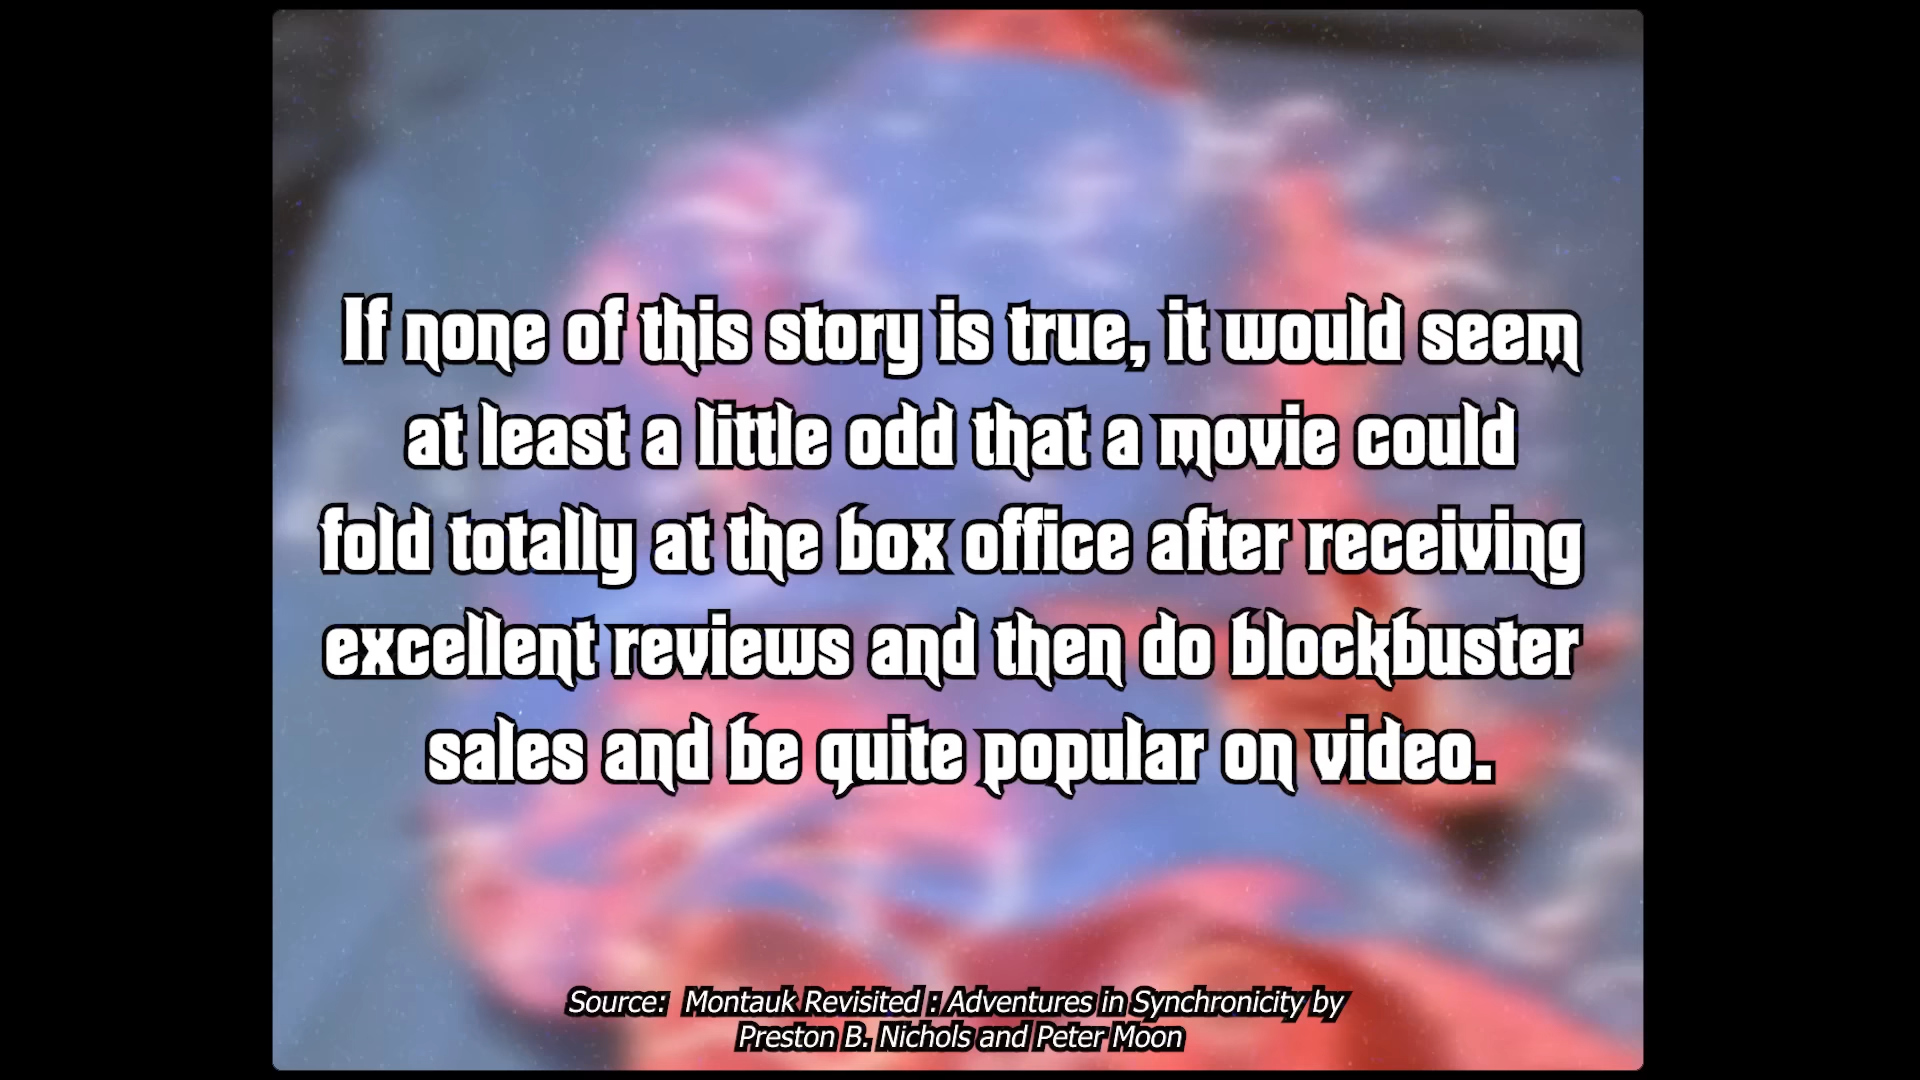 If none of this story is true, it would seem
at least a little odd that a movie could
fold totally at the box office after receiving
excellent reviews and then do blockbuster
sales and be quite popular on video.
Source: Montauk Revisited : Adventures in Synchronicity by
Preston B. Nichols and Peter Moon